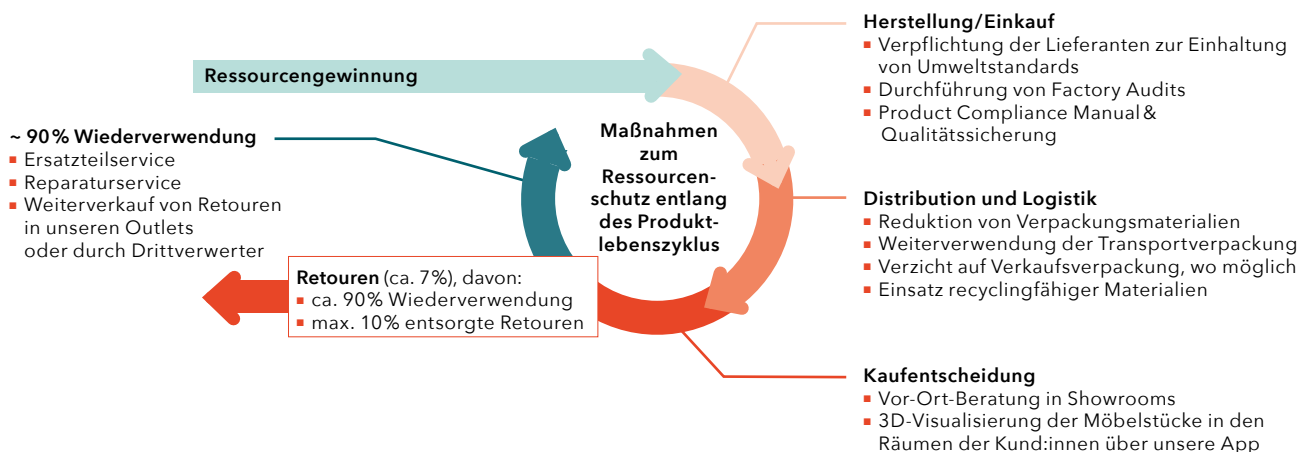 Ressourcengewinnung
Maßnahmen
zum
Ressourcen-
schutz entlang
des Produkt-
lebenszyklus
Herstellung/Einkauf
▪ Verpflichtung der Lieferanten zur Einhaltung
von Umweltstandards
▪ Durchführung von Factory Audits
▪ Product Compliance Manual &
Qualitätssicherung
Distribution und Logistik
▪ Reduktion von Verpackungsmaterialien
▪ Weiterverwendung der Transportverpackung
▪ Verzicht auf Verkaufsverpackung, wo möglich
▪ Einsatz recyclingfähiger Materialien
Kaufentscheidung
▪ Vor-Ort-Beratung in Showrooms
▪ 3D-Visualisierung der Möbelstücke in den
Räumen der Kund:innen über unsere App
Retouren (ca. 7%), davon:
▪ ca. 90% Wiederverwendung
▪ max. 10% entsorgte Retouren
~ 90% Wiederverwendung
▪ Ersatzteilservice
▪ Reparaturservice
▪ Weiterverkauf von Retouren
in unseren Outlets
oder durch Drittverwerter